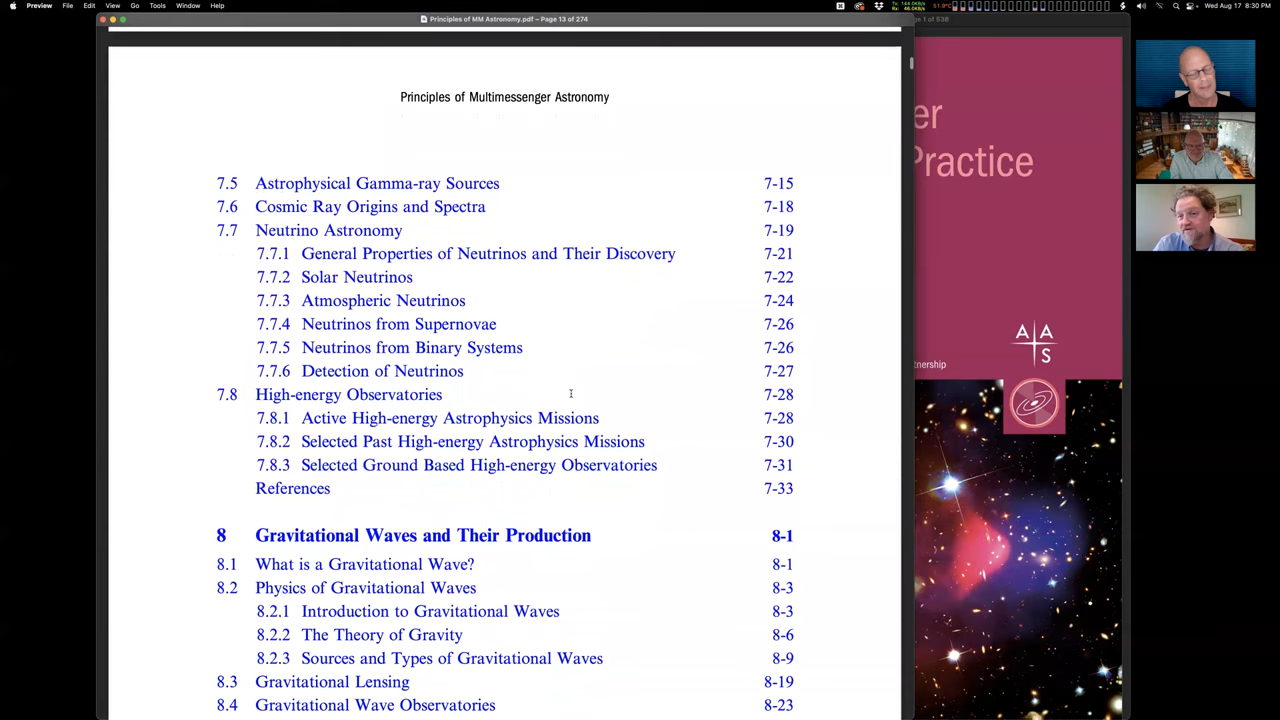 Preview File Edit View Go Tools Window Help
Wed Aug 17 8:30 PM
Principles of MM Astronomy.pdf – Page 13 of 274
ge 1 of 538
Principles of Multimessenger Astronomy
7.5 Astrophysical Gamma-ray Sources 7-15
7.6 Cosmic Ray Origins and Spectra 7-18
7.7 Neutrino Astronomy 7-19
7.7.1 General Properties of Neutrinos and Their Discovery 7-21
7.7.2 Solar Neutrinos 7-22
7.7.3 Atmospheric Neutrinos 7-24
7.7.4 Neutrinos from Supernovae 7-26
7.7.5 Neutrinos from Binary Systems 7-26
7.7.6 Detection of Neutrinos 7-27
7.8 High-energy Observatories 7-28
7.8.1 Active High-energy Astrophysics Missions 7-28
7.8.2 Selected Past High-energy Astrophysics Missions 7-30
7.8.3 Selected Ground Based High-energy Observatories 7-31
References 7-33
8 Gravitational Waves and Their Production 8-1
8.1 What is a Gravitational Wave? 8-1
8.2 Physics of Gravitational Waves 8-3
8.2.1 Introduction to Gravitational Waves 8-3
8.2.2 The Theory of Gravity 8-6
8.2.3 Sources and Types of Gravitational Waves 8-9
8.3 Gravitational Lensing 8-19
8.4 Gravitational Wave Observatories 8-23
er
Practice
A A
S
tnership